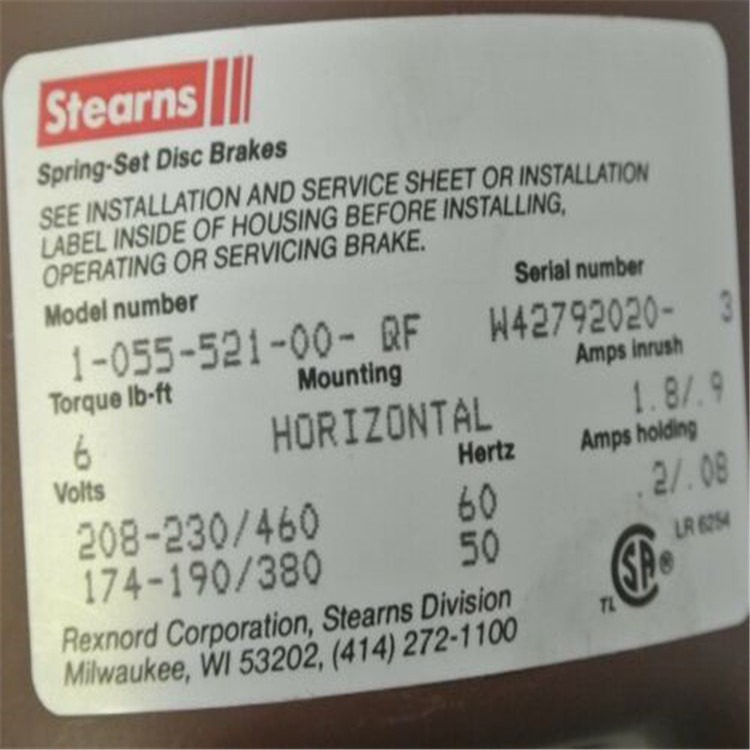 Stearns
Spring-Set Disc Brakes
SEE INSTALLATION AND SERVICE SHEET OR INSTALLATION
LABEL INSIDE OF HOUSING BEFORE INSTALLING,
OPERATING OR SERVICING BRAKE.
Model number Serial number
1-055-521-00- QF W42792020- 3
Torque lb-ft Mounting Amps inrush
6 HORIZONTAL 1.8/.9
Volts Hertz Amps holding
208-230/460 60 .2/.08
174-190/380 50
LR 6254
SA ®
TL
Rexnord Corporation, Stearns Division
Milwaukee, WI 53202, (414) 272-1100